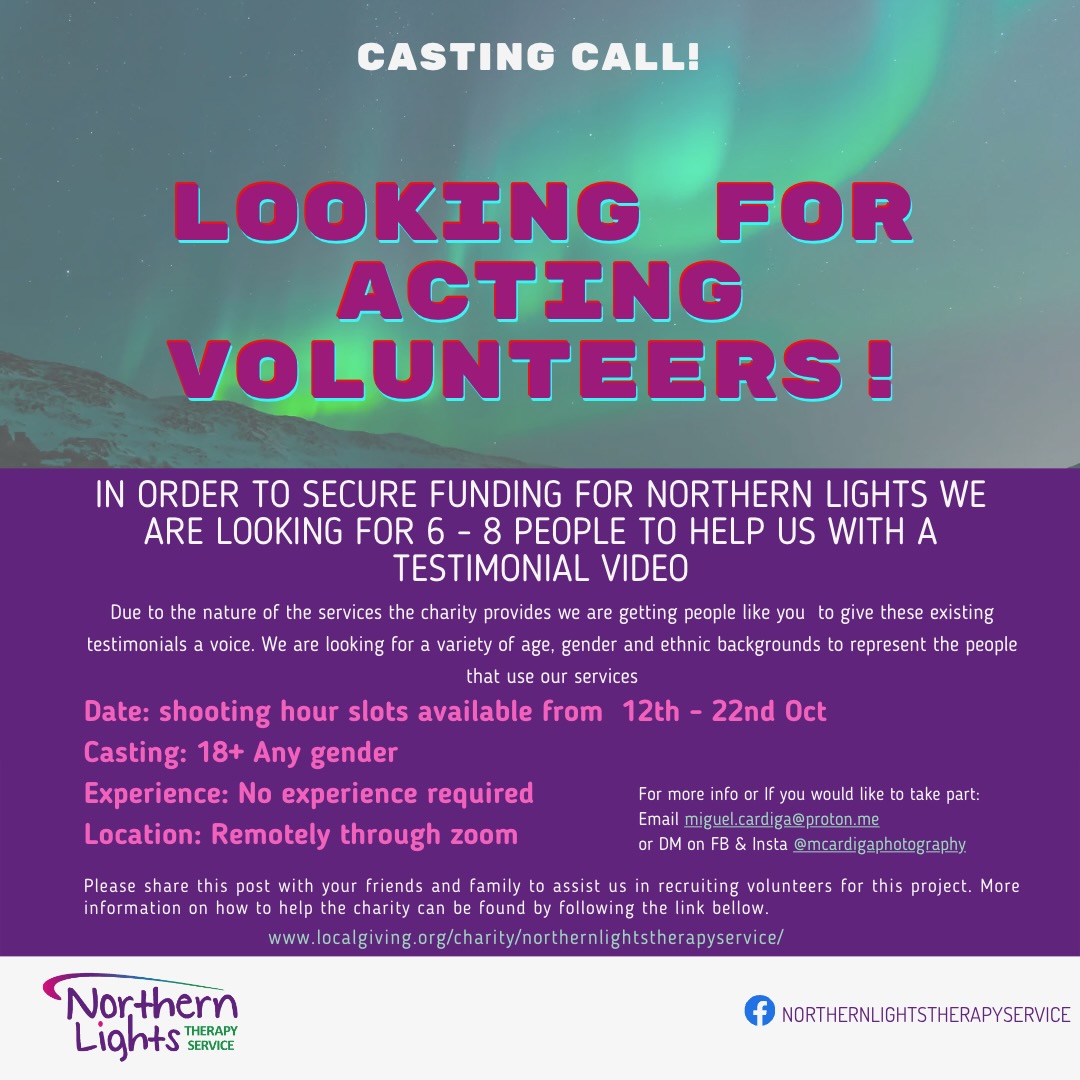 CASTING CALL!
LOOKING FOR
ACTING
VOLUNTEERS!
IN ORDER TO SECURE FUNDING FOR NORTHERN LIGHTS WE
ARE LOOKING FOR 6 - 8 PEOPLE TO HELP US WITH A
TESTIMONIAL VIDEO
Due to the nature of the services the charity provides we are getting people like you to give these existing
testimonials a voice. We are looking for a variety of age, gender and ethnic backgrounds to represent the people
that use our services
Date: shooting hour slots available from 12th - 22nd Oct
Casting: 18+ Any gender
Experience: No experience required
Location: Remotely through zoom
For more info or If you would like to take part:
Email miguel.cardiga@proton.me
or DM on FB & Insta @mcardigaphotography
Please share this post with your friends and family to assist us in recruiting volunteers for this project. More
information on how to help the charity can be found by following the link bellow.
www.localgiving.org/charity/northernlightstherapyservice/
Northern
Lights THERAPY
SERVICE
NORTHERNLIGHTSTHERAPYSERVICE